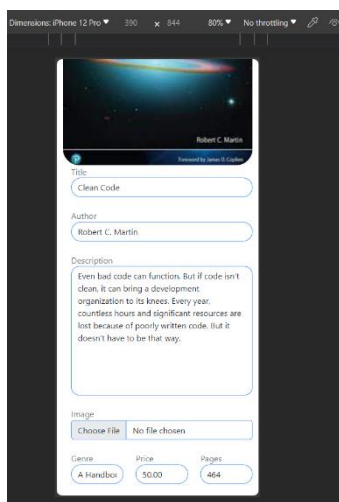 Dimensions: iPhone 12 Pro ▼ 390 × 844 80% ▼ No throttling ▼
Robert C. Martin
Foreword by James O. Coplien
Title
Clean Code
Author
Robert C. Martin
Description
Even bad code can function. But if code isn't
clean, it can bring a development
organization to its knees. Every year,
countless hours and significant resources are
lost because of poorly written code. But it
doesn't have to be that way.
Image
Choose File No file chosen
Genre Price Pages
A Handboo 50.00 464